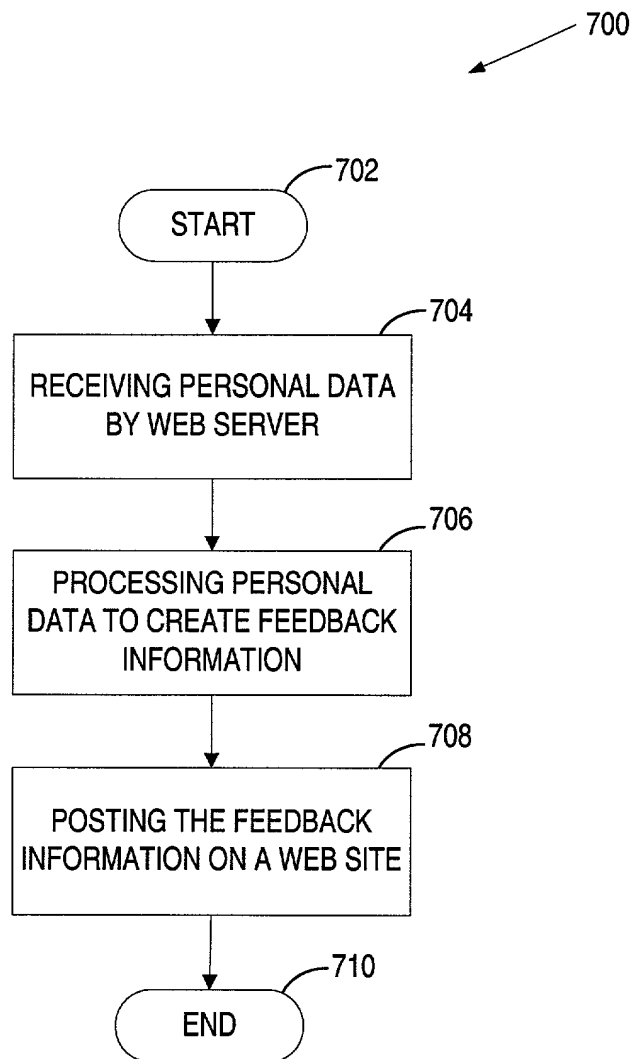 700
702
START
704
RECEIVING PERSONAL DATA
BY WEB SERVER
706
PROCESSING PERSONAL
DATA TO CREATE FEEDBACK
INFORMATION
708
POSTING THE FEEDBACK
INFORMATION ON A WEB SITE
710
END